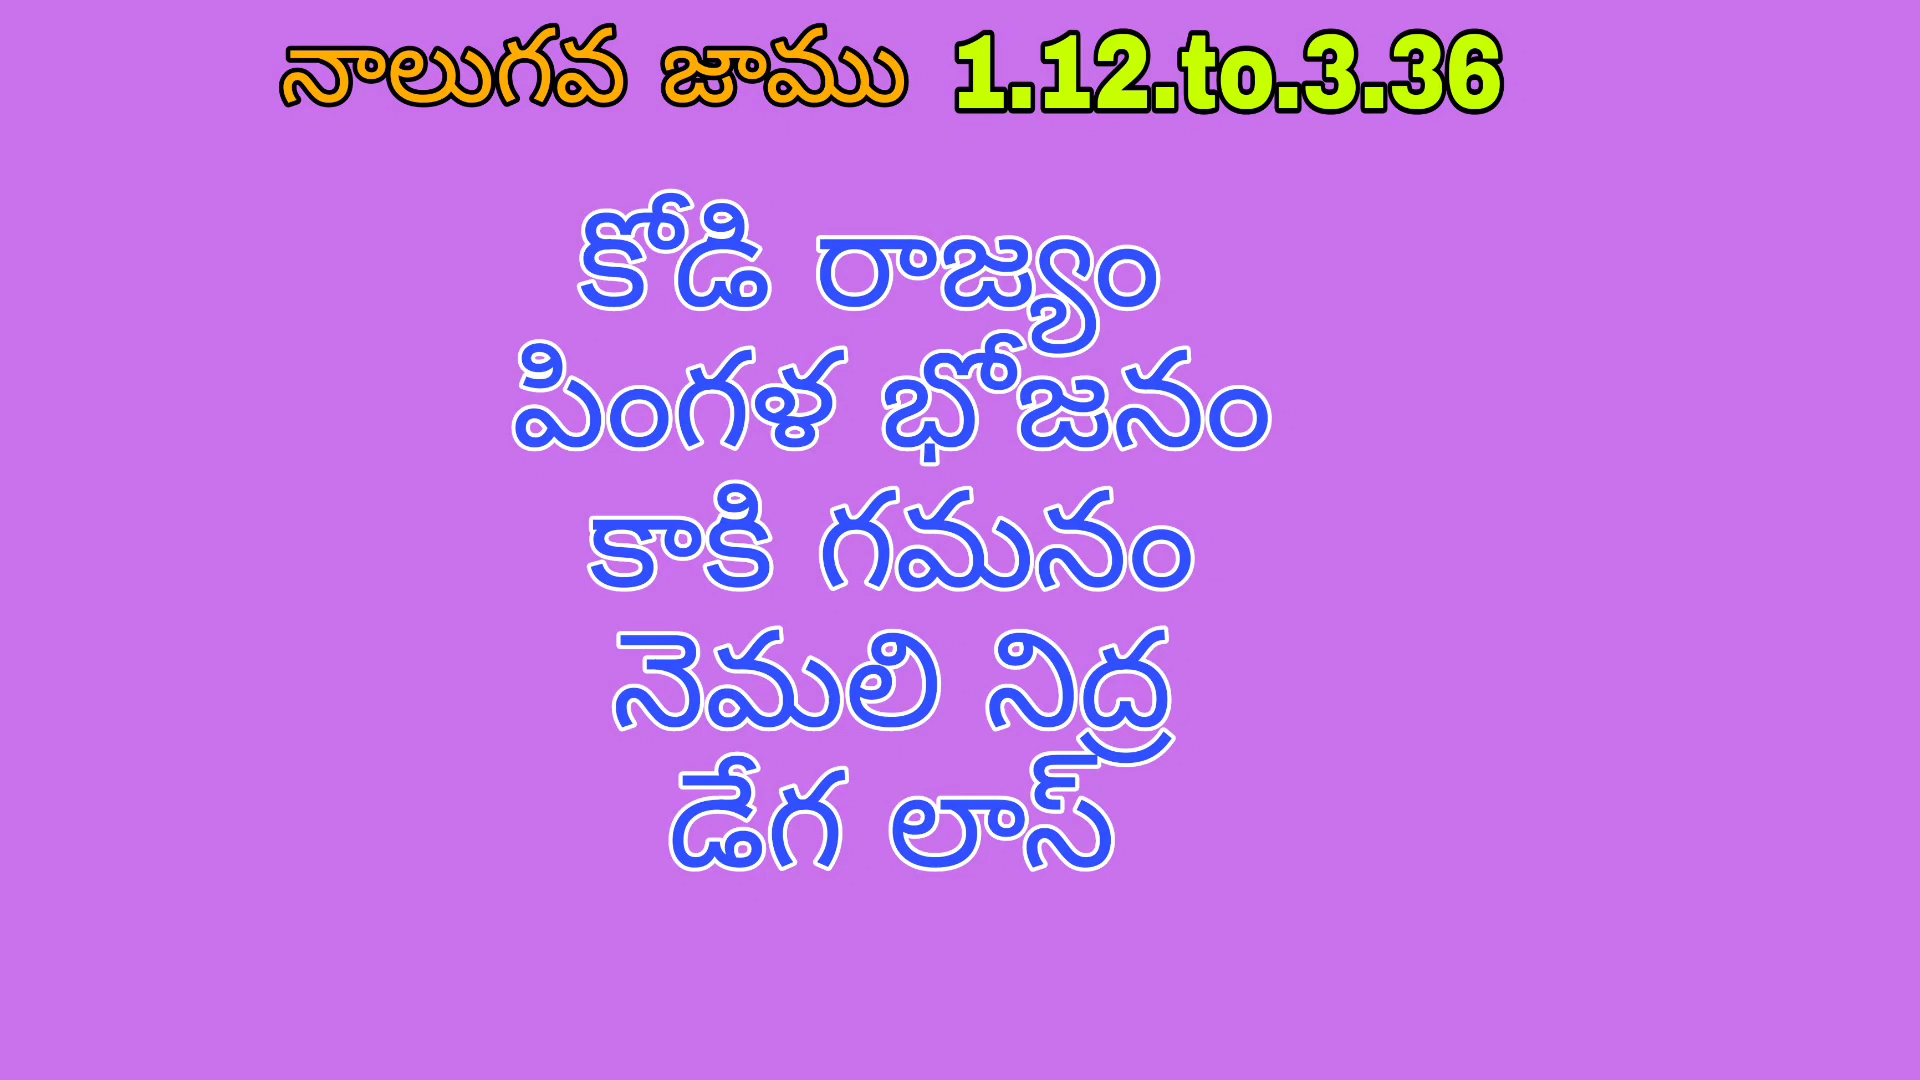 నాలుగవ జాము 1.12.to.3.36
కోడి రాజ్యం
పింగళ భోజనం
కాకి గమనం
నెమలి నిద్ర
డేగ లాస్